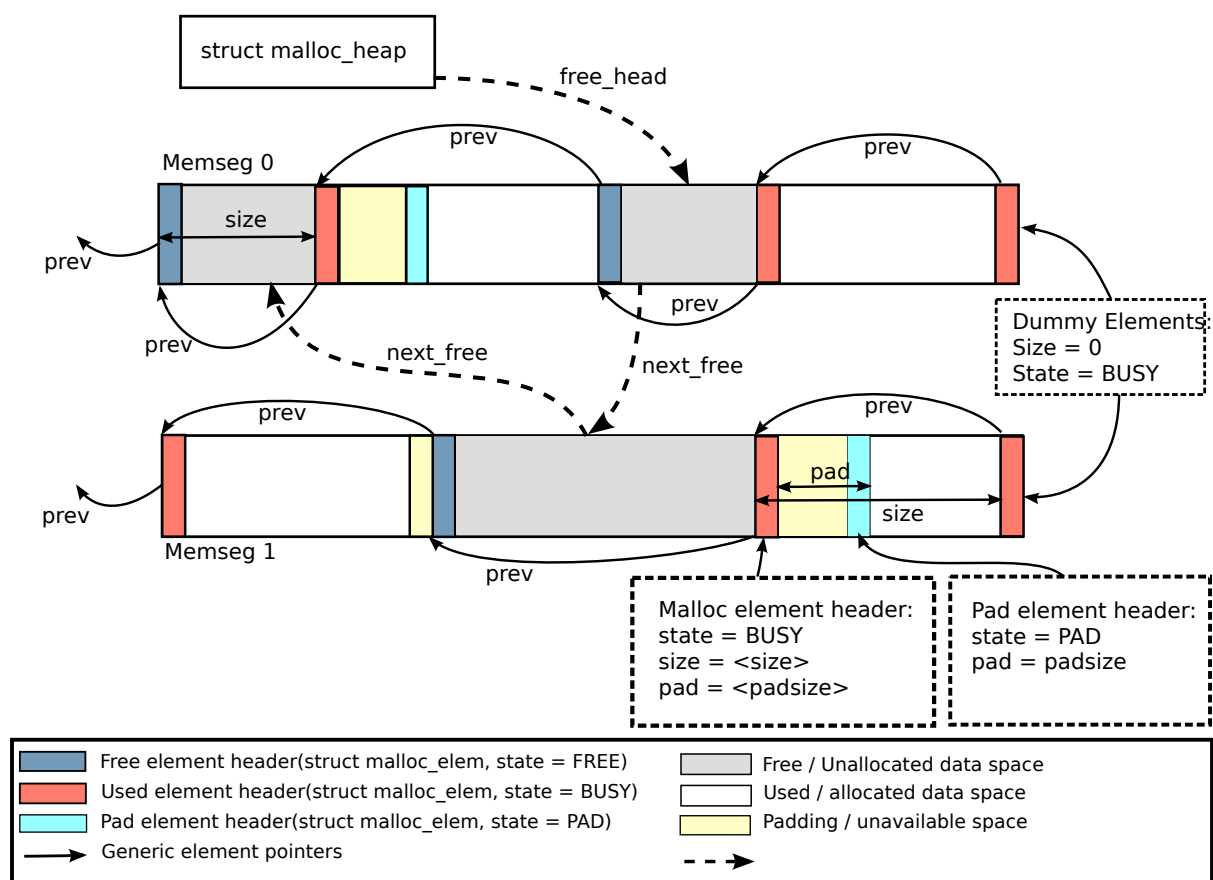 struct malloc_heap
free_head
prev
prev
Memseg 0
size
prev
prev
prev
next_free
next_free
Dummy Elements:
Size = 0
State = BUSY
prev
prev
pad
size
prev
Memseg 1
prev
Malloc element header:
state = BUSY
size = <size>
pad = <padsize>
Pad element header:
state = PAD
pad = padsize
Free element header(struct malloc_elem, state = FREE)
Used element header(struct malloc_elem, state = BUSY)
Pad element header(struct malloc_elem, state = PAD)
Generic element pointers
Free / Unallocated data space
Used / allocated data space
Padding / unavailable space